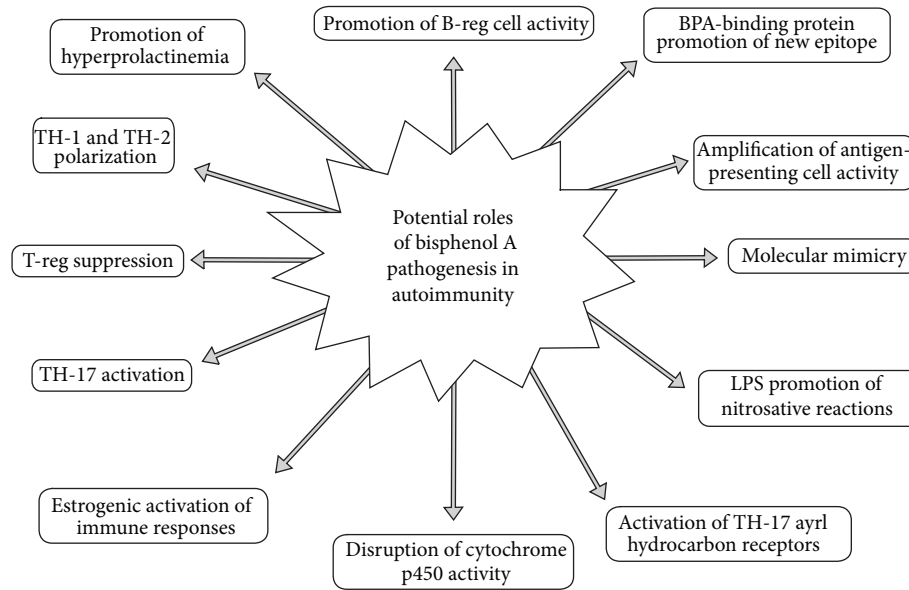 Promotion of
hyperprolactinemia
Promotion of B-reg cell activity
BPA-binding protein
promotion of new epitope
TH-1 and TH-2
polarization
Amplification of antigen-
presenting cell activity
Potential roles
of bisphenol A
pathogenesis in
autoimmunity
T-reg suppression
Molecular mimicry
TH-17 activation
LPS promotion of
nitrosative reactions
Estrogenic activation of
immune responses
Disruption of cytochrome
p450 activity
Activation of TH-17 ayrl
hydrocarbon receptors